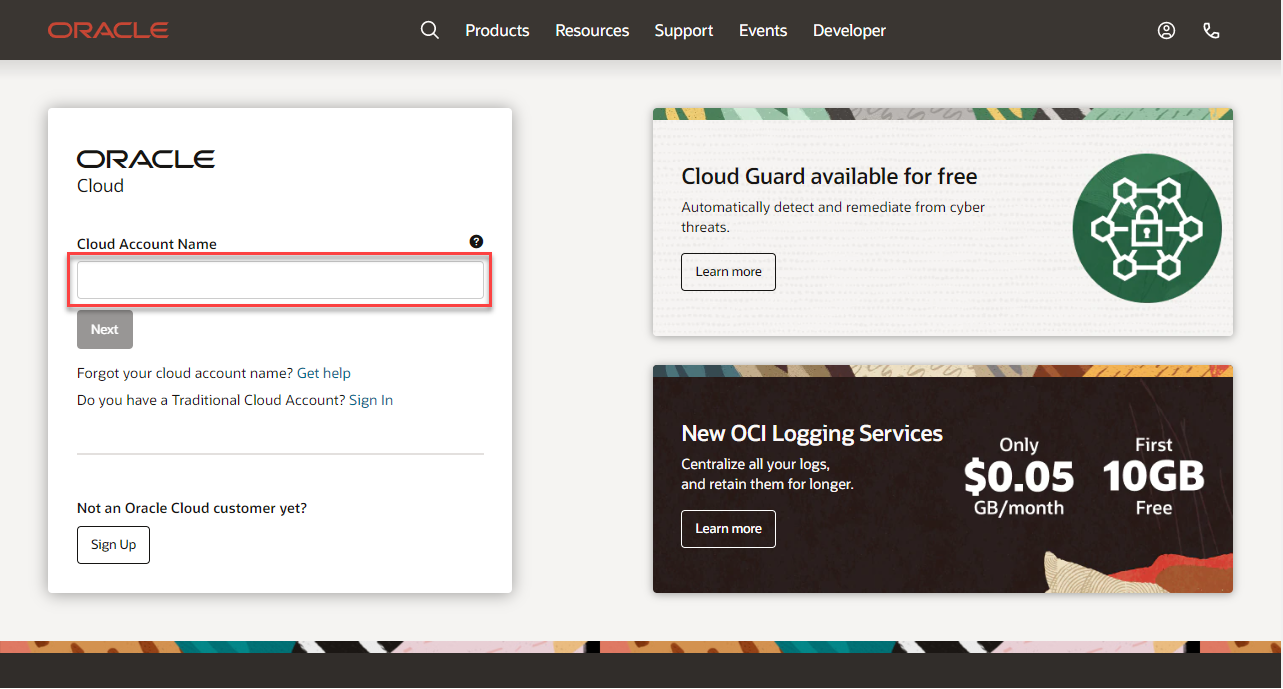 ORACLE
Products Resources Support Events Developer
ORACLE
Cloud
Cloud Account Name ?
Next
Forgot your cloud account name? Get help
Do you have a Traditional Cloud Account? Sign In
Not an Oracle Cloud customer yet?
Sign Up
Cloud Guard available for free
Automatically detect and remediate from cyber
threats.
Learn more
New OCI Logging Services
Centralize all your logs,
and retain them for longer.
Learn more
Only
$0.05
GB/month
First
10GB
Free